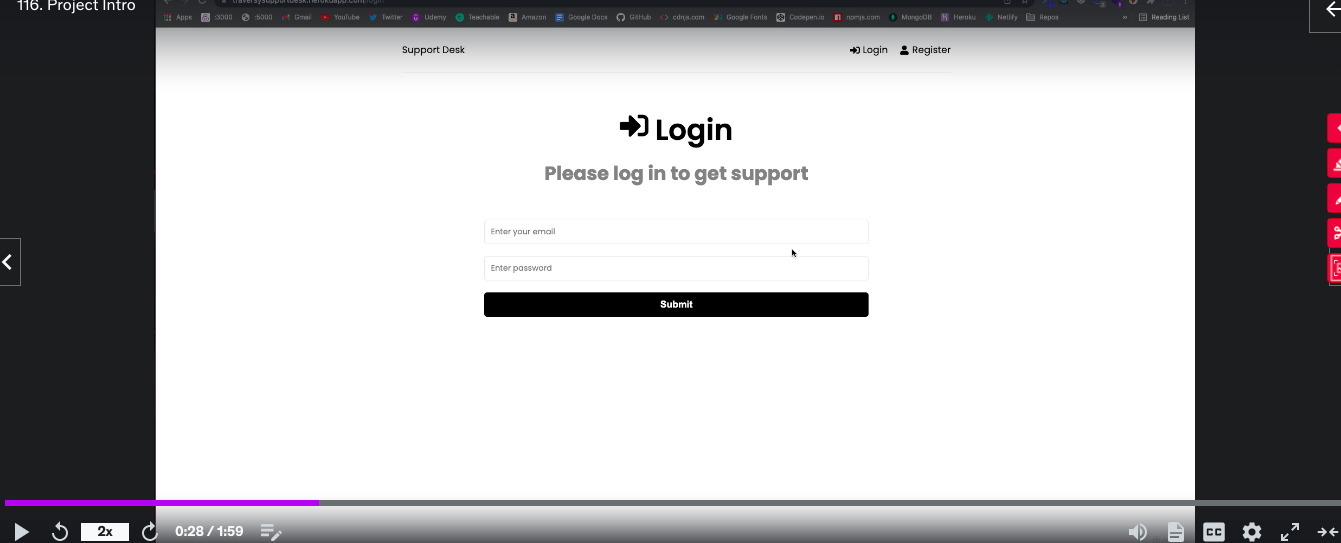 116. Project Intro
traversysupportdesk.herokuapp.com/login
Apps :3000 :5000 Gmail YouTube Twitter Udemy Teachable Amazon Google Docs GitHub cdnjs.com Google Fonts Codepen.io npmjs.com MongoDB Heroku Netlify Repos » Reading List
Support Desk Login Register
Login
Please log in to get support
Enter your email
Enter password
Submit
2x 0:28 / 1:59 CC